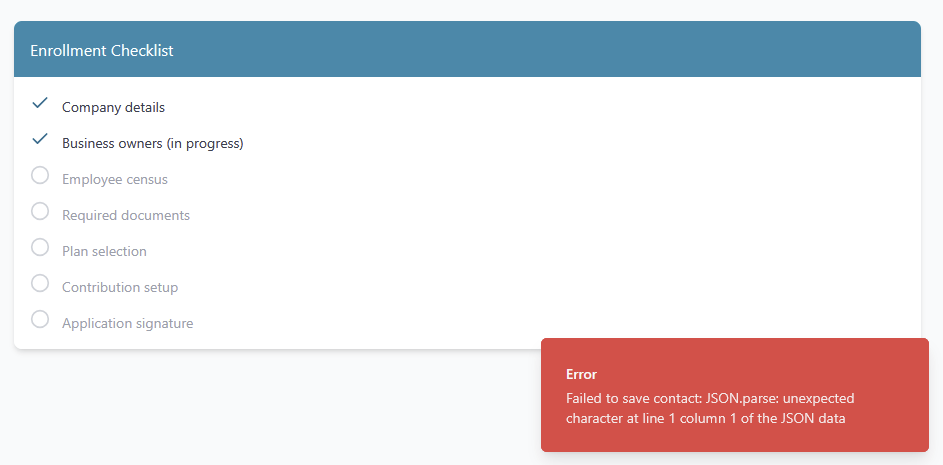 Enrollment Checklist
Company details
Business owners (in progress)
Employee census
Required documents
Plan selection
Contribution setup
Application signature
Error
Failed to save contact: JSON.parse: unexpected
character at line 1 column 1 of the JSON data